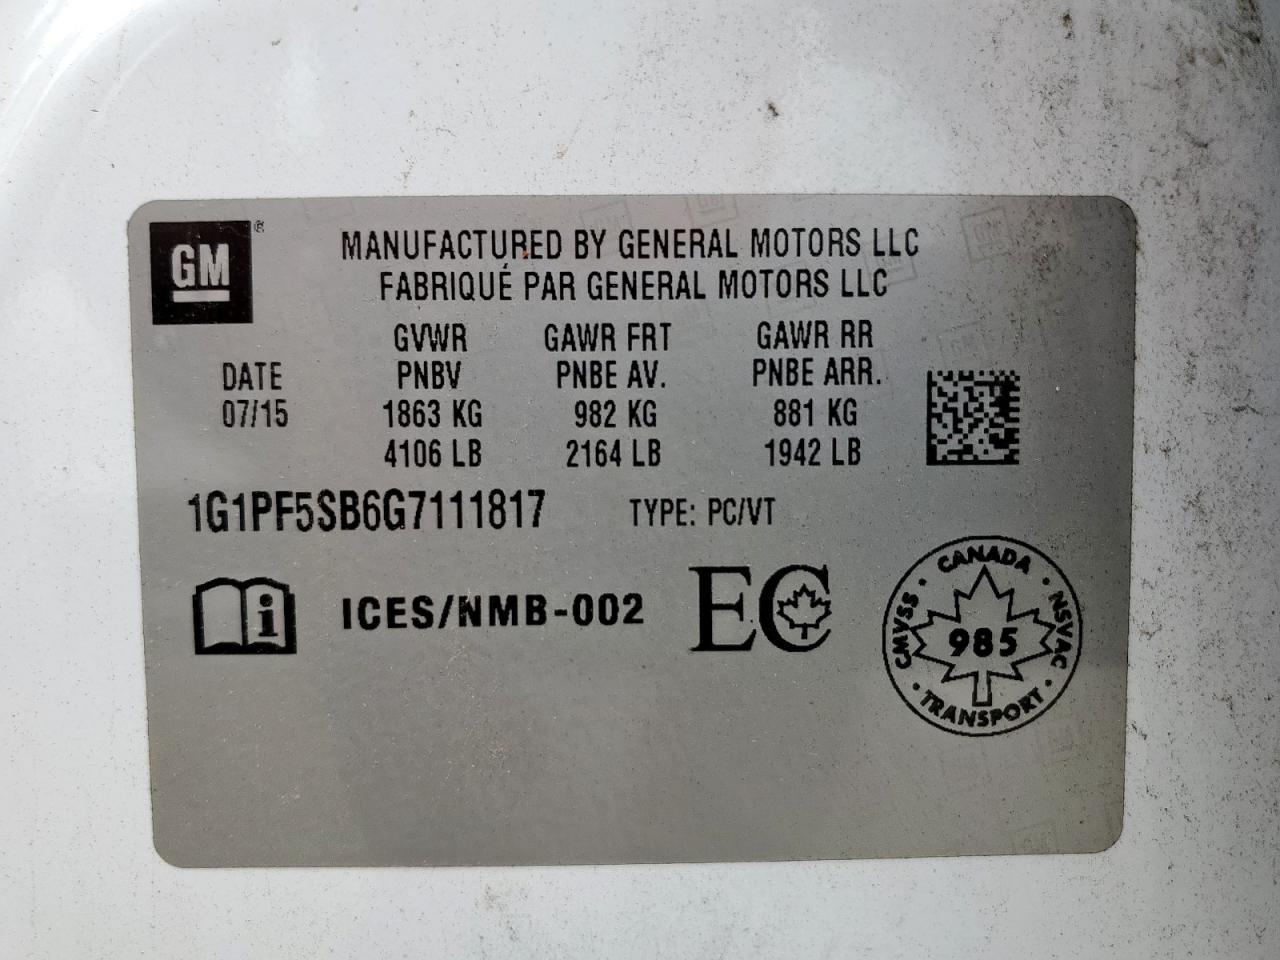 GM ®
MANUFACTURED BY GENERAL MOTORS LLC
FABRIQUÉ PAR GENERAL MOTORS LLC
GVWR GAWR FRT GAWR RR
DATE PNBV PNBE AV. PNBE ARR.
07/15 1863 KG 982 KG 881 KG
4106 LB 2164 LB 1942 LB
1G1PF5SB6G7111817 TYPE: PC/VT
i ICES/NMB-002 EC
CANADA
CMVSS 985 NSVAC
TRANSPORT